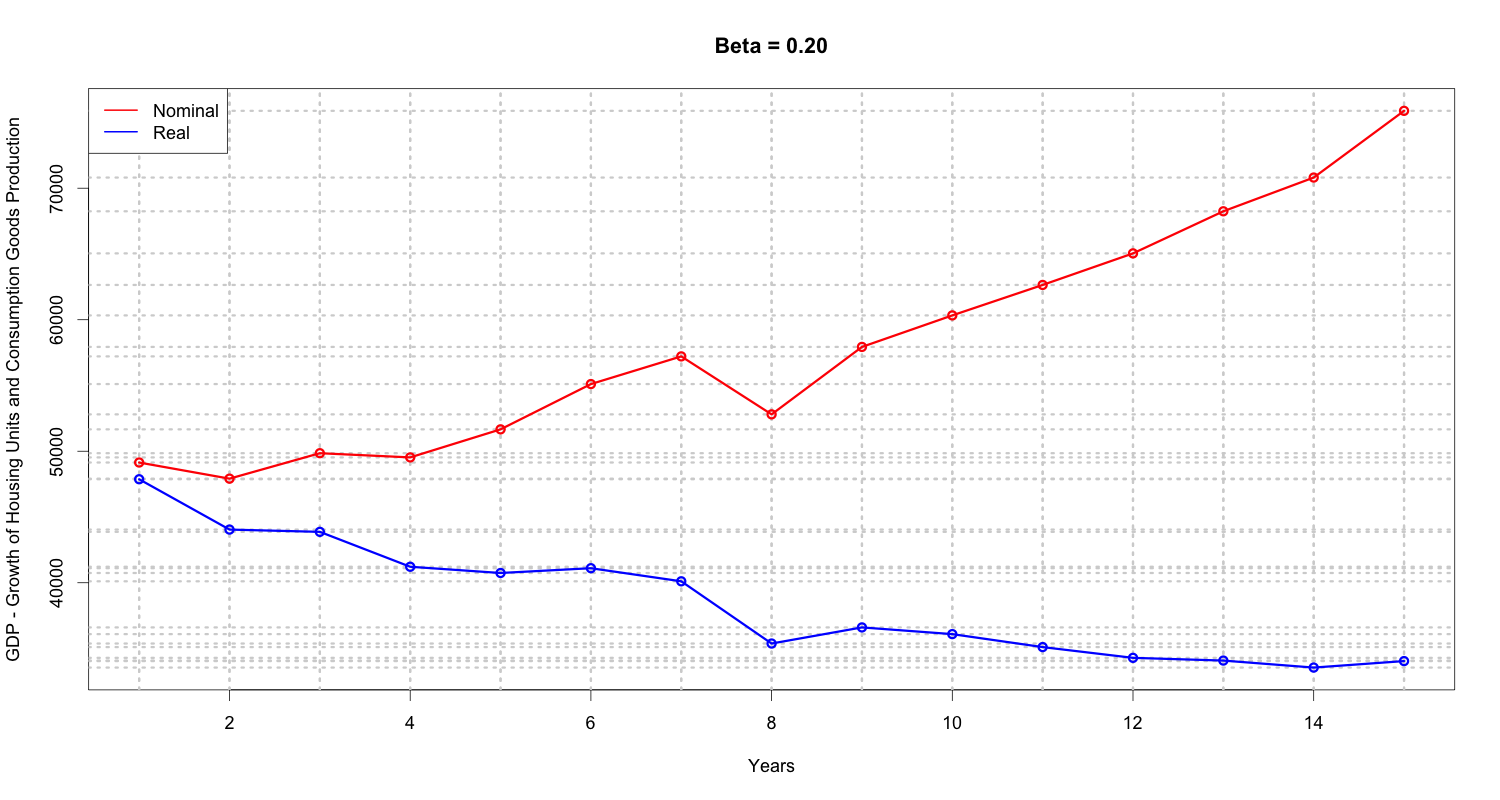 Beta = 0.20
Nominal
Real
GDP - Growth of Housing Units and Consumption Goods Production
70000
60000
50000
40000
2 4 6 8 10 12 14
Years